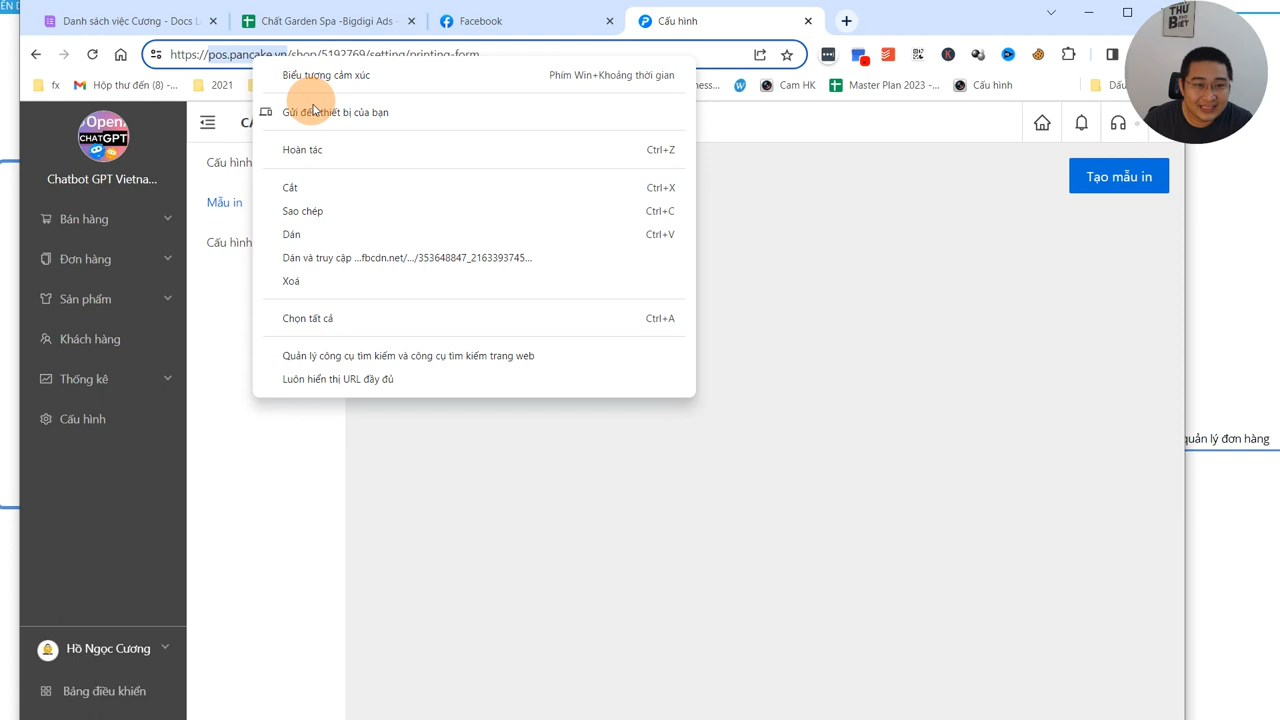 Danh sách việc Cương - Docs L
Chất Garden Spa -Bigdigi Ads -
Facebook
Cấu hình
https://pos.pancake.vn/shop/5192769/setting/printing-form
fx
Hộp thư đến (8) -...
2021
ness...
Cam HK
Master Plan 2023 -...
Cấu hình
Dấu
THỨ
BIẾT
Open
CHATGPT
Chatbot GPT Vietna...
Bán hàng
Đơn hàng
Sản phẩm
Khách hàng
Thống kê
Cấu hình
Hồ Ngọc Cương
Bảng điều khiển
Cấu hình
Mẫu in
Cấu hình
Biểu tượng cảm xúc Phím Win+Khoảng thời gian
Gửi đến thiết bị của bạn
Hoàn tác Ctrl+Z
Cắt Ctrl+X
Sao chép Ctrl+C
Dán Ctrl+V
Dán và truy cập ...fbcdn.net/.../353648847_2163393745...
Xoá
Chọn tất cả Ctrl+A
Quản lý công cụ tìm kiếm và công cụ tìm kiếm trang web
Luôn hiển thị URL đầy đủ
Tạo mẫu in
quản lý đơn hàng